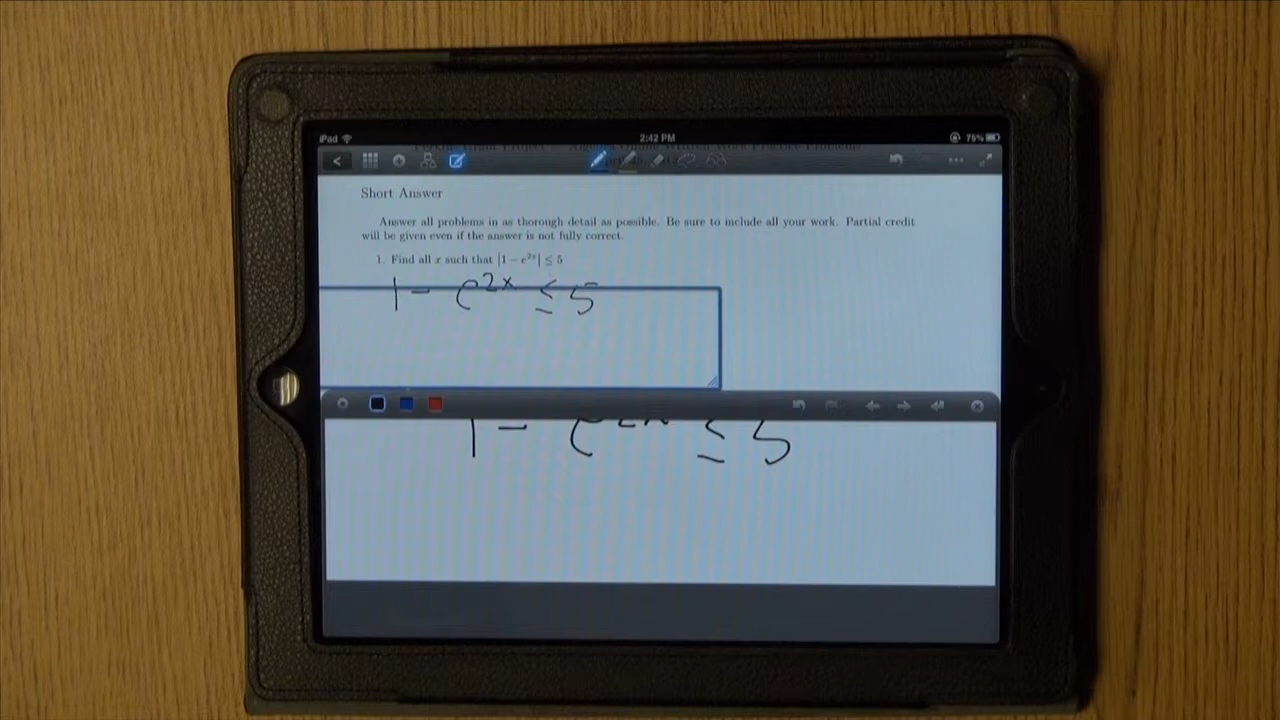 iPad 2:42 PM 75%
Short Answer
Answer all problems in as thorough detail as possible. Be sure to include all your work. Partial credit
will be given even if the answer is not fully correct.
1. Find all x such that |1 − e^{2x}| ≤ 5
1 − e^{2x} ≤ 5
1 − e^{2x} ≤ 5